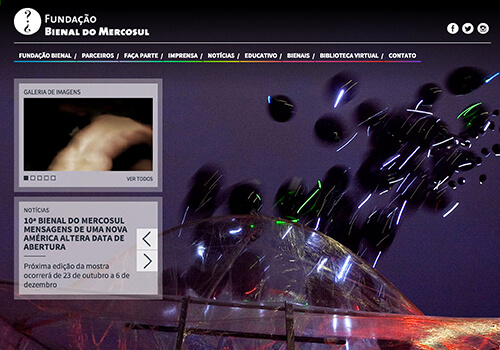 FUNDAÇÃO
BIENAL DO MERCOSUL
FUNDAÇÃO BIENAL / PARCEIROS / FAÇA PARTE / IMPRENSA / NOTÍCIAS / EDUCATIVO / BIENAIS / BIBLIOTECA VIRTUAL / CONTATO
GALERIA DE IMAGENS
VER TODOS
NOTÍCIAS
10ª BIENAL DO MERCOSUL
MENSAGENS DE UMA NOVA
AMÉRICA ALTERA DATA DE
ABERTURA
Próxima edição da mostra
ocorrerá de 23 de outubro a 6 de
dezembro